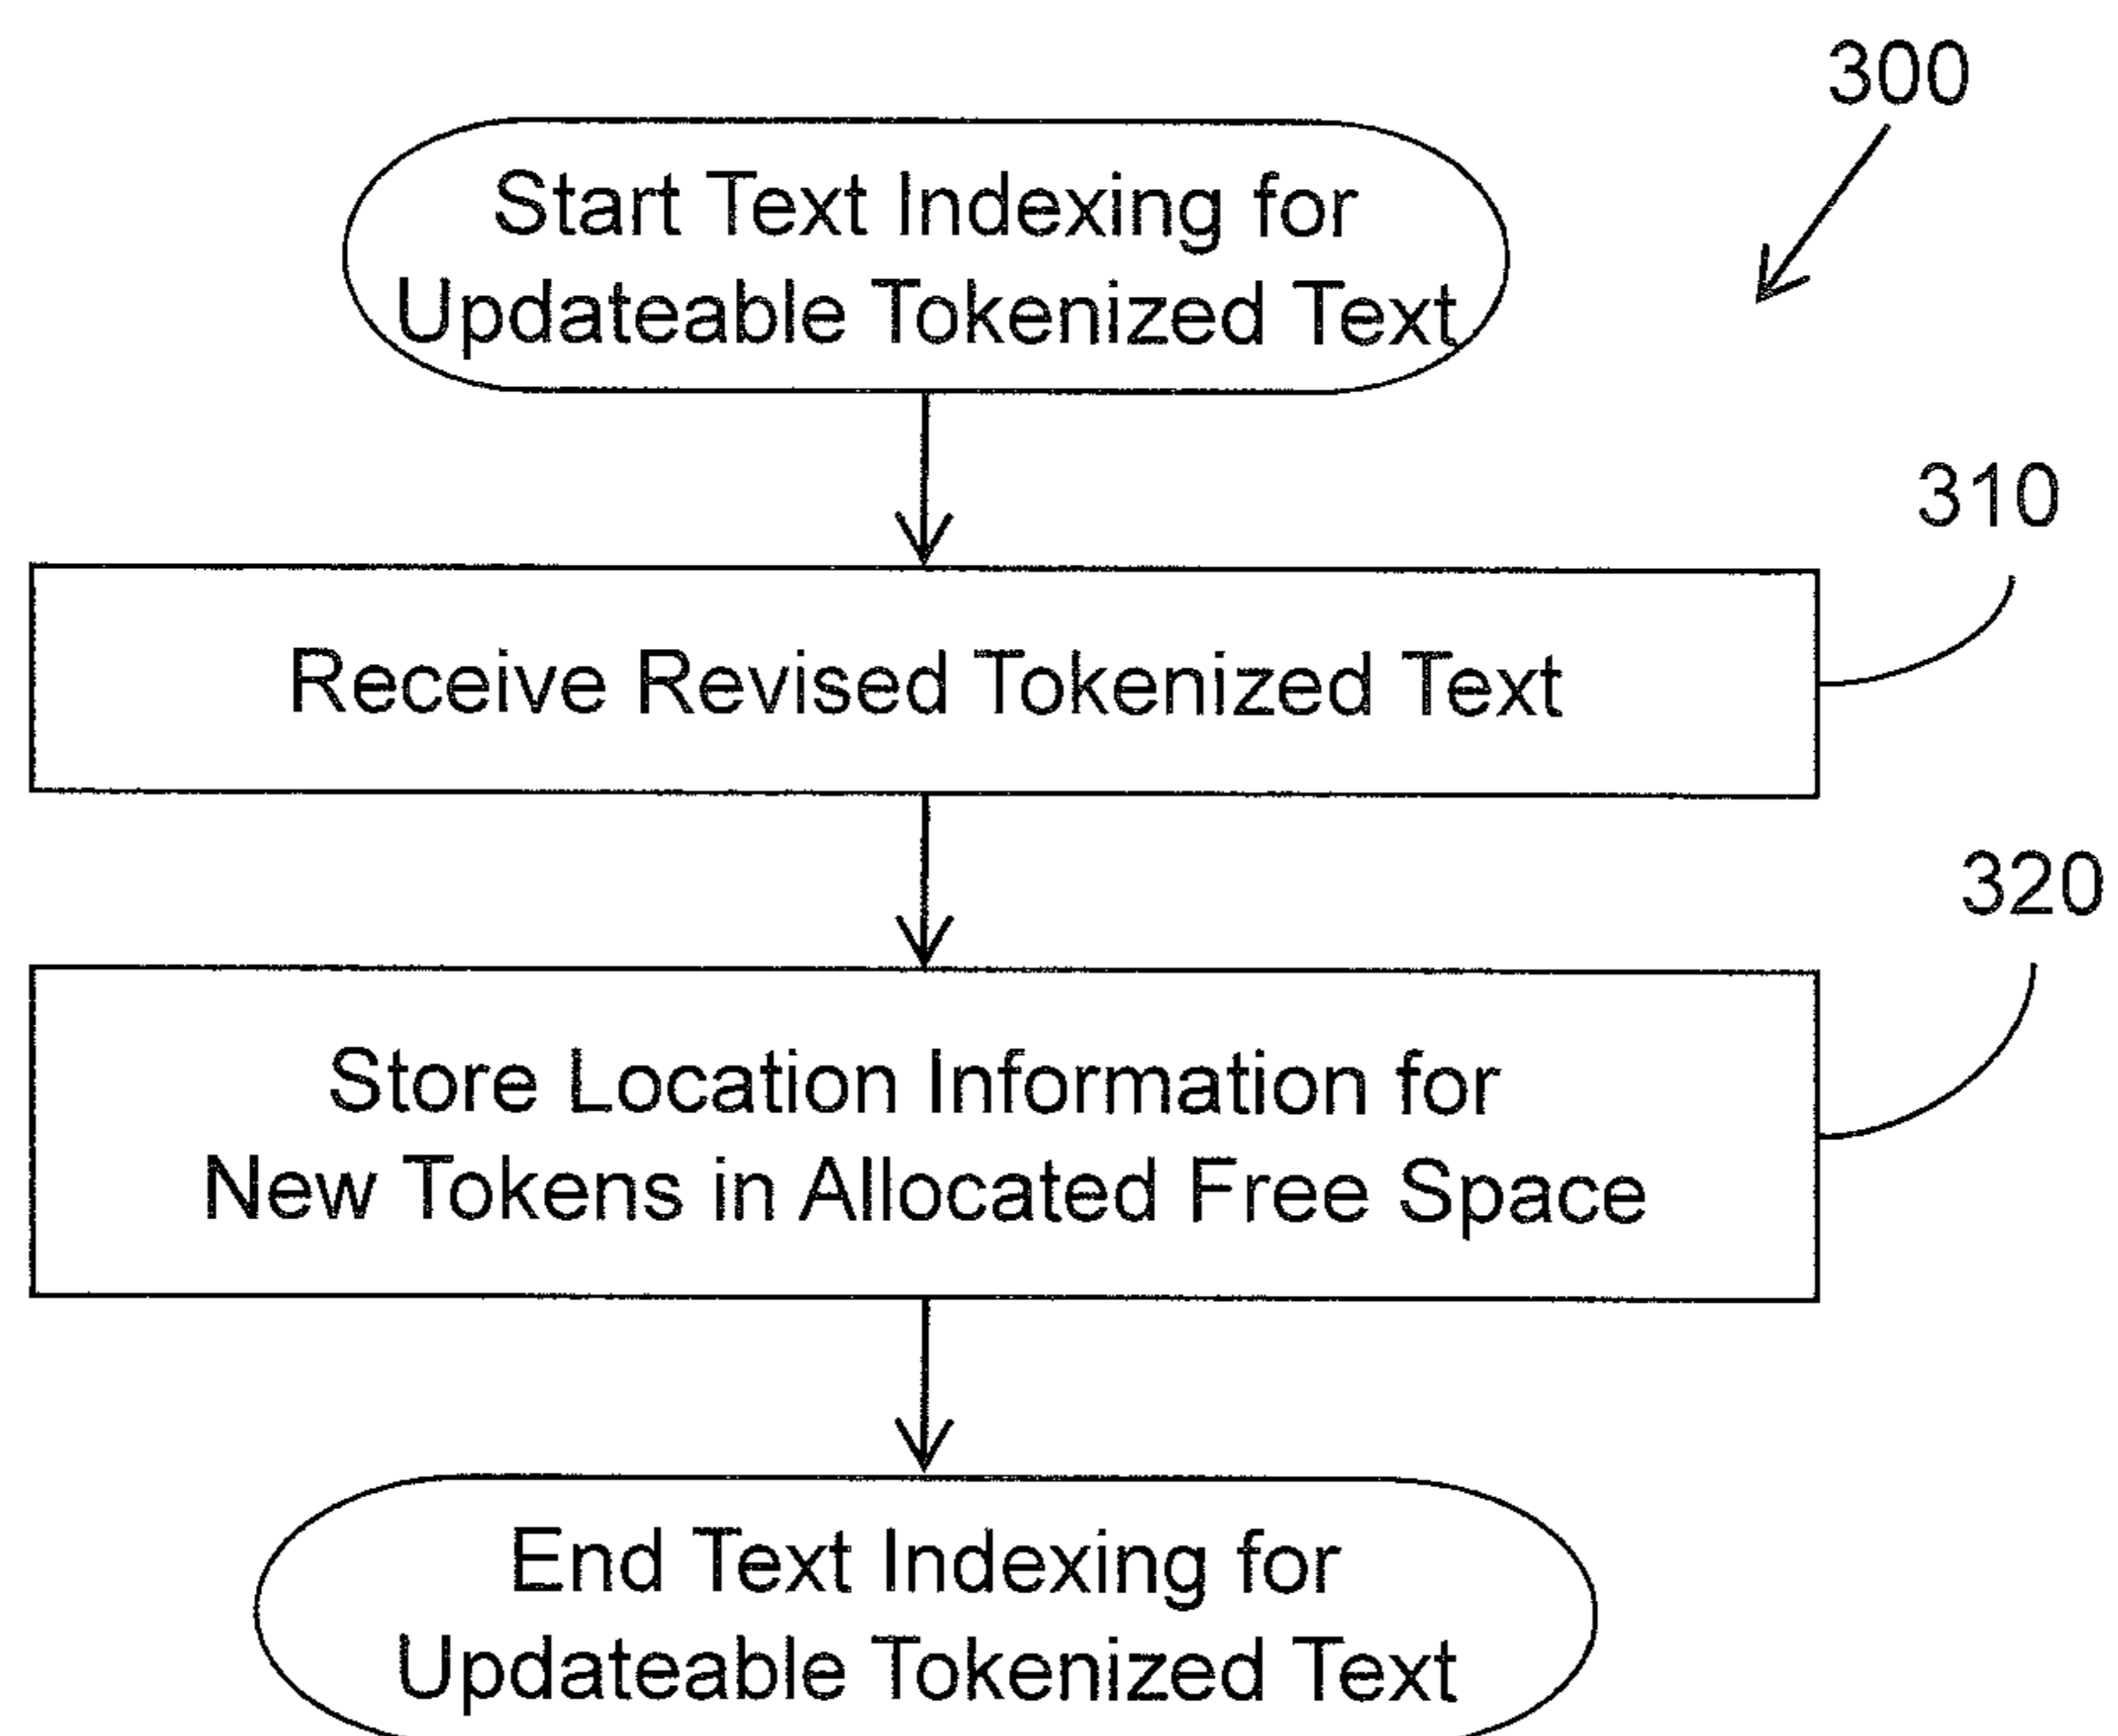 300
Start Text Indexing for
Updateable Tokenized Text
310
Receive Revised Tokenized Text
320
Store Location Information for
New Tokens in Allocated Free Space
End Text Indexing for
Updateable Tokenized Text